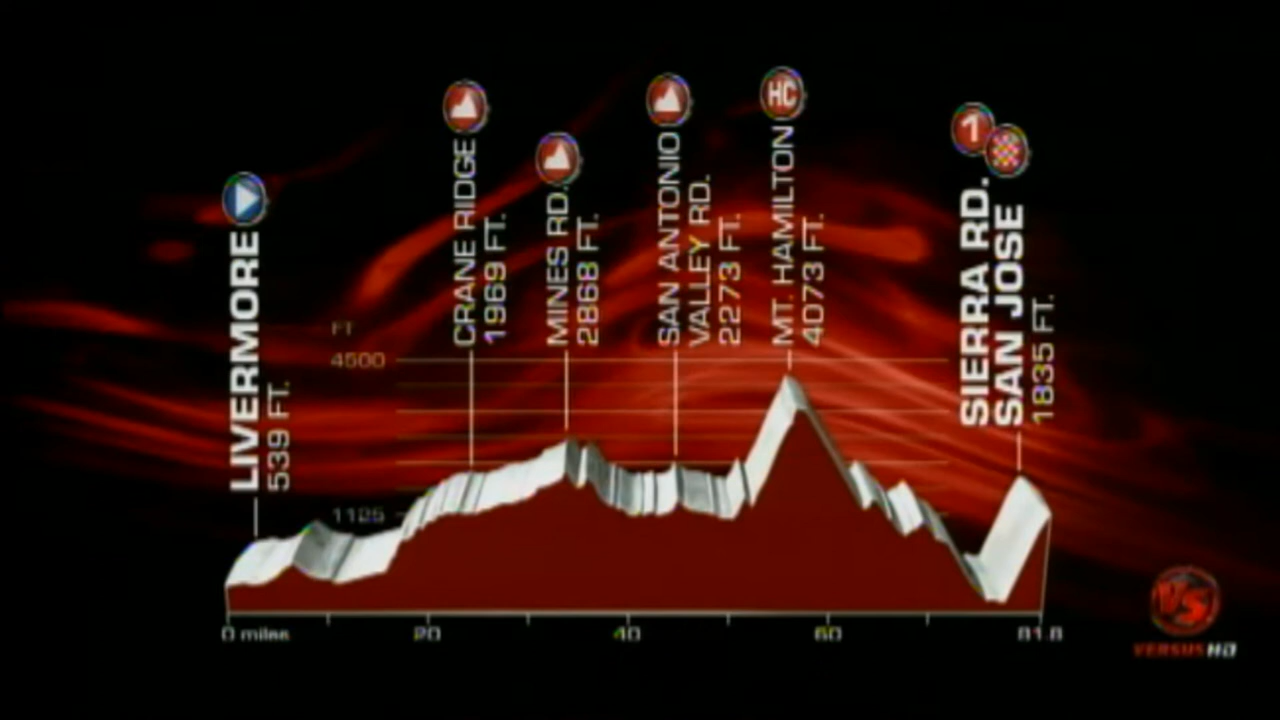 LIVERMORE
539 FT.
CRANE RIDGE
1969 FT.
MINES RD.
2868 FT.
SAN ANTONIO
VALLEY RD.
2273 FT.
HC
MT. HAMILTON
4073 FT.
1
SIERRA RD.
SAN JOSE
1835 FT.
FT
4500
1125
0 miles
20
40
60
81.8
VS
VERSUS HD